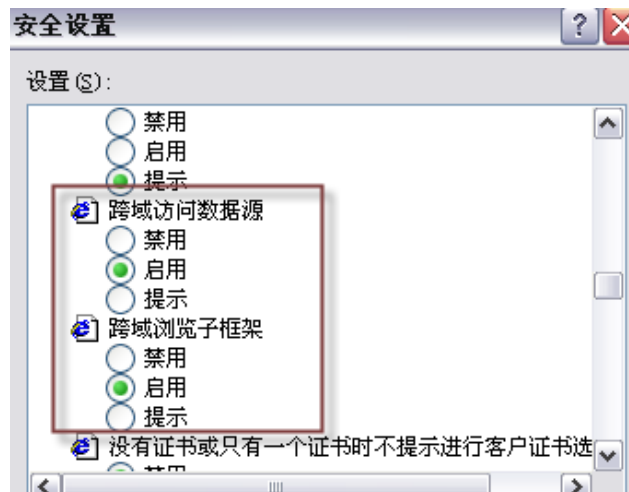 安全设置
设置(S):
禁用
启用
提示
跨域访问数据源
禁用
启用
提示
跨域浏览子框架
禁用
启用
提示
没有证书或只有一个证书时不提示进行客户证书选
禁用